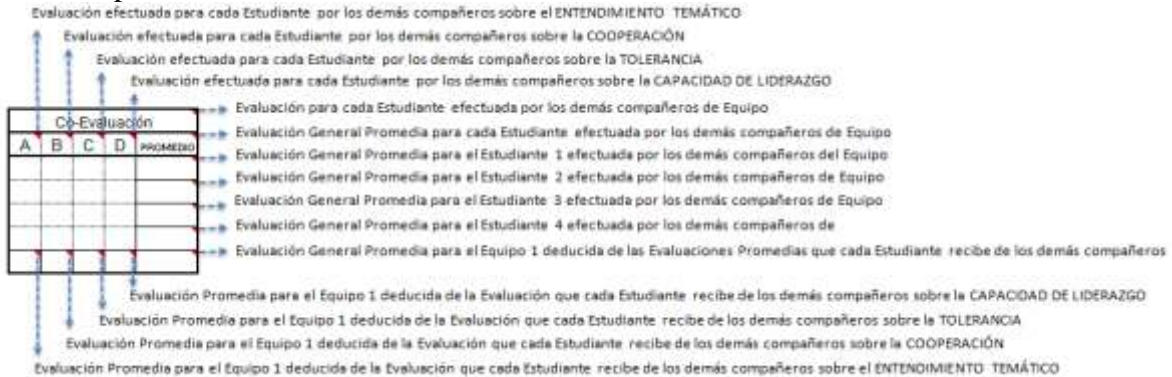 Evaluación efectuada para cada Estudiante por los demás compañeros sobre el ENTENDIMIENTO TEMÁTICO
Evaluación efectuada para cada Estudiante por los demás compañeros sobre la COOPERACIÓN
Evaluación efectuada para cada Estudiante por los demás compañeros sobre la TOLERANCIA
Evaluación efectuada para cada Estudiante por los demás compañeros sobre la CAPACIDAD DE LIDERAZGO
Evaluación para cada Estudiante efectuada por los demás compañeros de Equipo
Co-Evaluación
Evaluación General Promedia para cada Estudiante efectuada por los demás compañeros de Equipo
A B C D PROMEDIO
Evaluación General Promedia para el Estudiante 1 efectuada por los demás compañeros del Equipo
Evaluación General Promedia para el Estudiante 2 efectuada por los demás compañeros de Equipo
Evaluación General Promedia para el Estudiante 3 efectuada por los demás compañeros de Equipo
Evaluación General Promedia para el Estudiante 4 efectuada por los demás compañeros de
Evaluación General Promedia para el Equipo 1 deducida de las Evaluaciones Promedias que cada Estudiante recibe de los demás compañeros
Evaluación Promedia para el Equipo 1 deducida de la Evaluación que cada Estudiante recibe de los demás compañeros sobre la CAPACIDAD DE LIDERAZGO
Evaluación Promedia para el Equipo 1 deducida de la Evaluación que cada Estudiante recibe de los demás compañeros sobre la TOLERANCIA
Evaluación Promedia para el Equipo 1 deducida de la Evaluación que cada Estudiante recibe de los demás compañeros sobre la COOPERACIÓN
Evaluación Promedia para el Equipo 1 deducida de la Evaluación que cada Estudiante recibe de los demás compañeros sobre el ENTENDIMIENTO TEMÁTICO